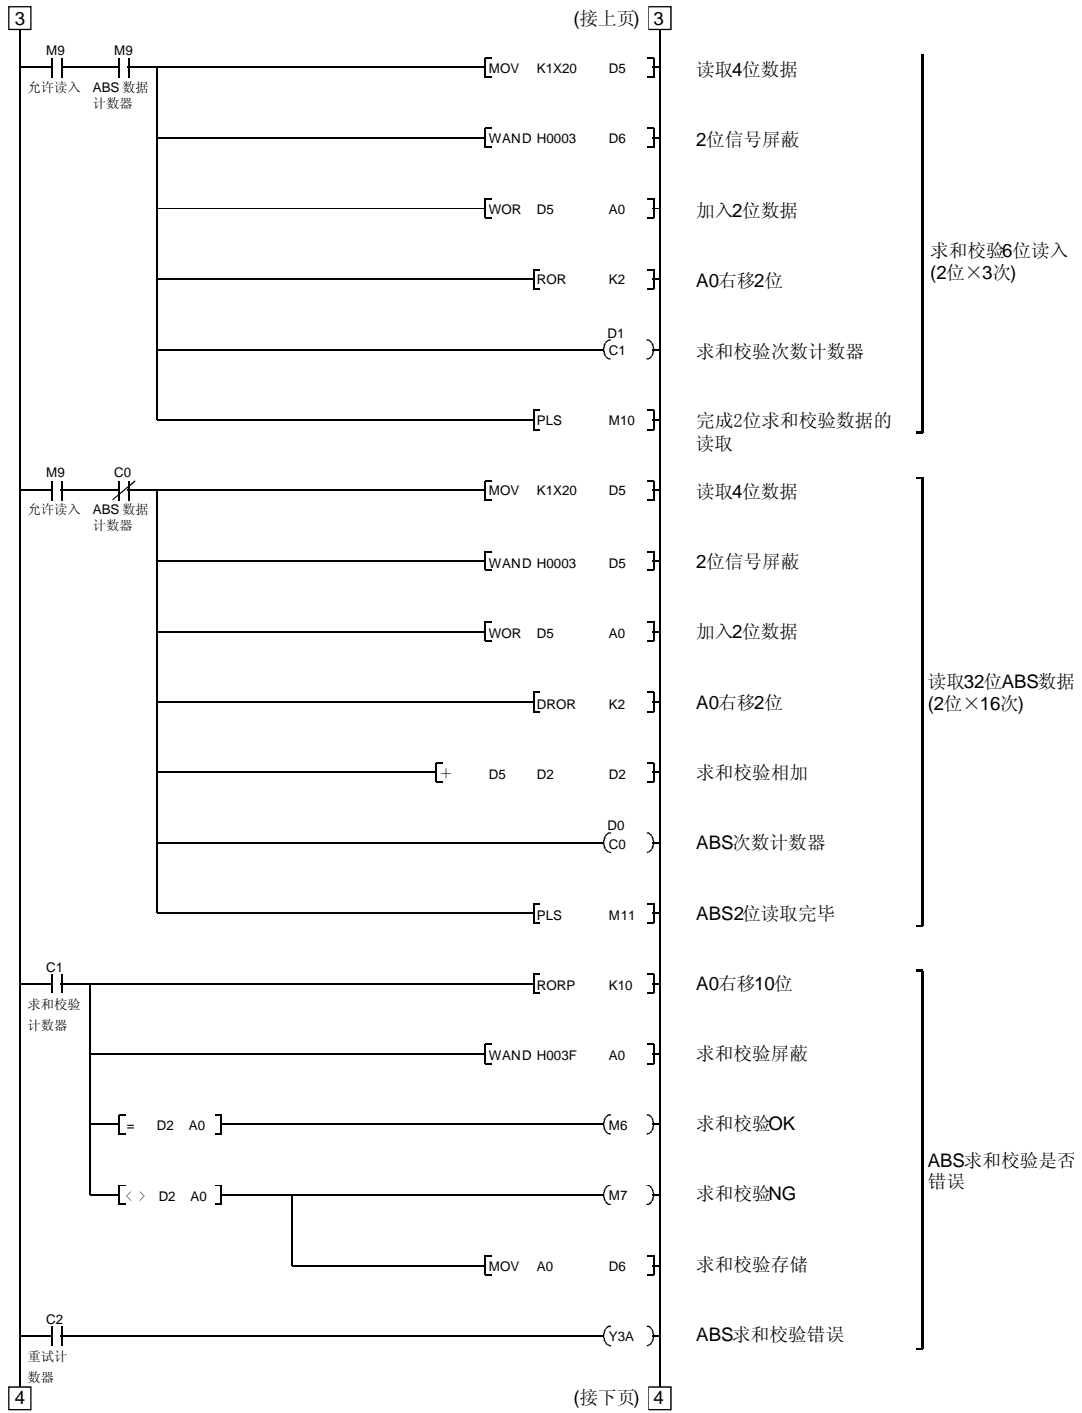 3 (接上页) 3
M9 M9
允许读入 ABS 数据
计数器
MOV K1X20 D5 读取4位数据
WAND H0003 D6 2位信号屏蔽
WOR D5 A0 加入2位数据
ROR K2 A0右移2位
D1
C1 求和校验次数计数器
PLS M10 完成2位求和校验数据的
读取
求和校验6位读入
(2位×3次)
M9 C0
允许读入 ABS 数据
计数器
MOV K1X20 D5 读取4位数据
WAND H0003 D5 2位信号屏蔽
WOR D5 A0 加入2位数据
DROR K2 A0右移2位
+ D5 D2 D2 求和校验相加
D0
C0 ABS次数计数器
PLS M11 ABS2位读取完毕
读取32位ABS数据
(2位×16次)
C1
求和校验
计数器
RORP K10 A0右移10位
WAND H003F A0 求和校验屏蔽
= D2 A0 M6 求和校验OK
< > D2 A0 M7 求和校验NG
MOV A0 D6 求和校验存储
ABS求和校验是否
错误
C2
重试计
数器
Y3A ABS求和校验错误
4 (接下页) 4